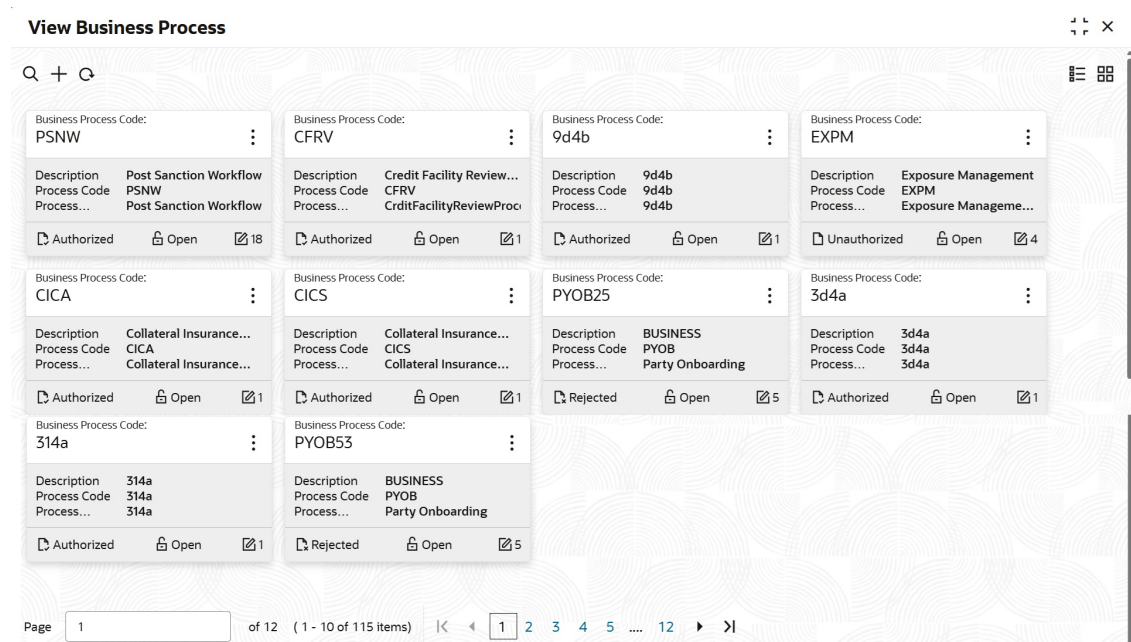 View Business Process
Business Process Code:
PSNW
Description Post Sanction Workflow
Process Code PSNW
Process... Post Sanction Workflow
Authorized Open 18
Business Process Code:
CFRV
Description Credit Facility Review...
Process Code CFRV
Process... CrditFacilityReviewProc
Authorized Open 1
Business Process Code:
9d4b
Description 9d4b
Process Code 9d4b
Process... 9d4b
Authorized Open 1
Business Process Code:
EXPM
Description Exposure Management
Process Code EXPM
Process... Exposure Manageme...
Unauthorized Open 4
Business Process Code:
CICA
Description Collateral Insurance...
Process Code CICA
Process... Collateral Insurance...
Authorized Open 1
Business Process Code:
CICS
Description Collateral Insurance...
Process Code CICS
Process... Collateral Insurance...
Authorized Open 1
Business Process Code:
PYOB25
Description BUSINESS
Process Code PYOB
Process... Party Onboarding
Rejected Open 5
Business Process Code:
3d4a
Description 3d4a
Process Code 3d4a
Process... 3d4a
Authorized Open 1
Business Process Code:
314a
Description 314a
Process Code 314a
Process... 314a
Authorized Open 1
Business Process Code:
PYOB53
Description BUSINESS
Process Code PYOB
Process... Party Onboarding
Rejected Open 5
Page 1 of 12 (1 - 10 of 115 items) 1 2 3 4 5 .... 12